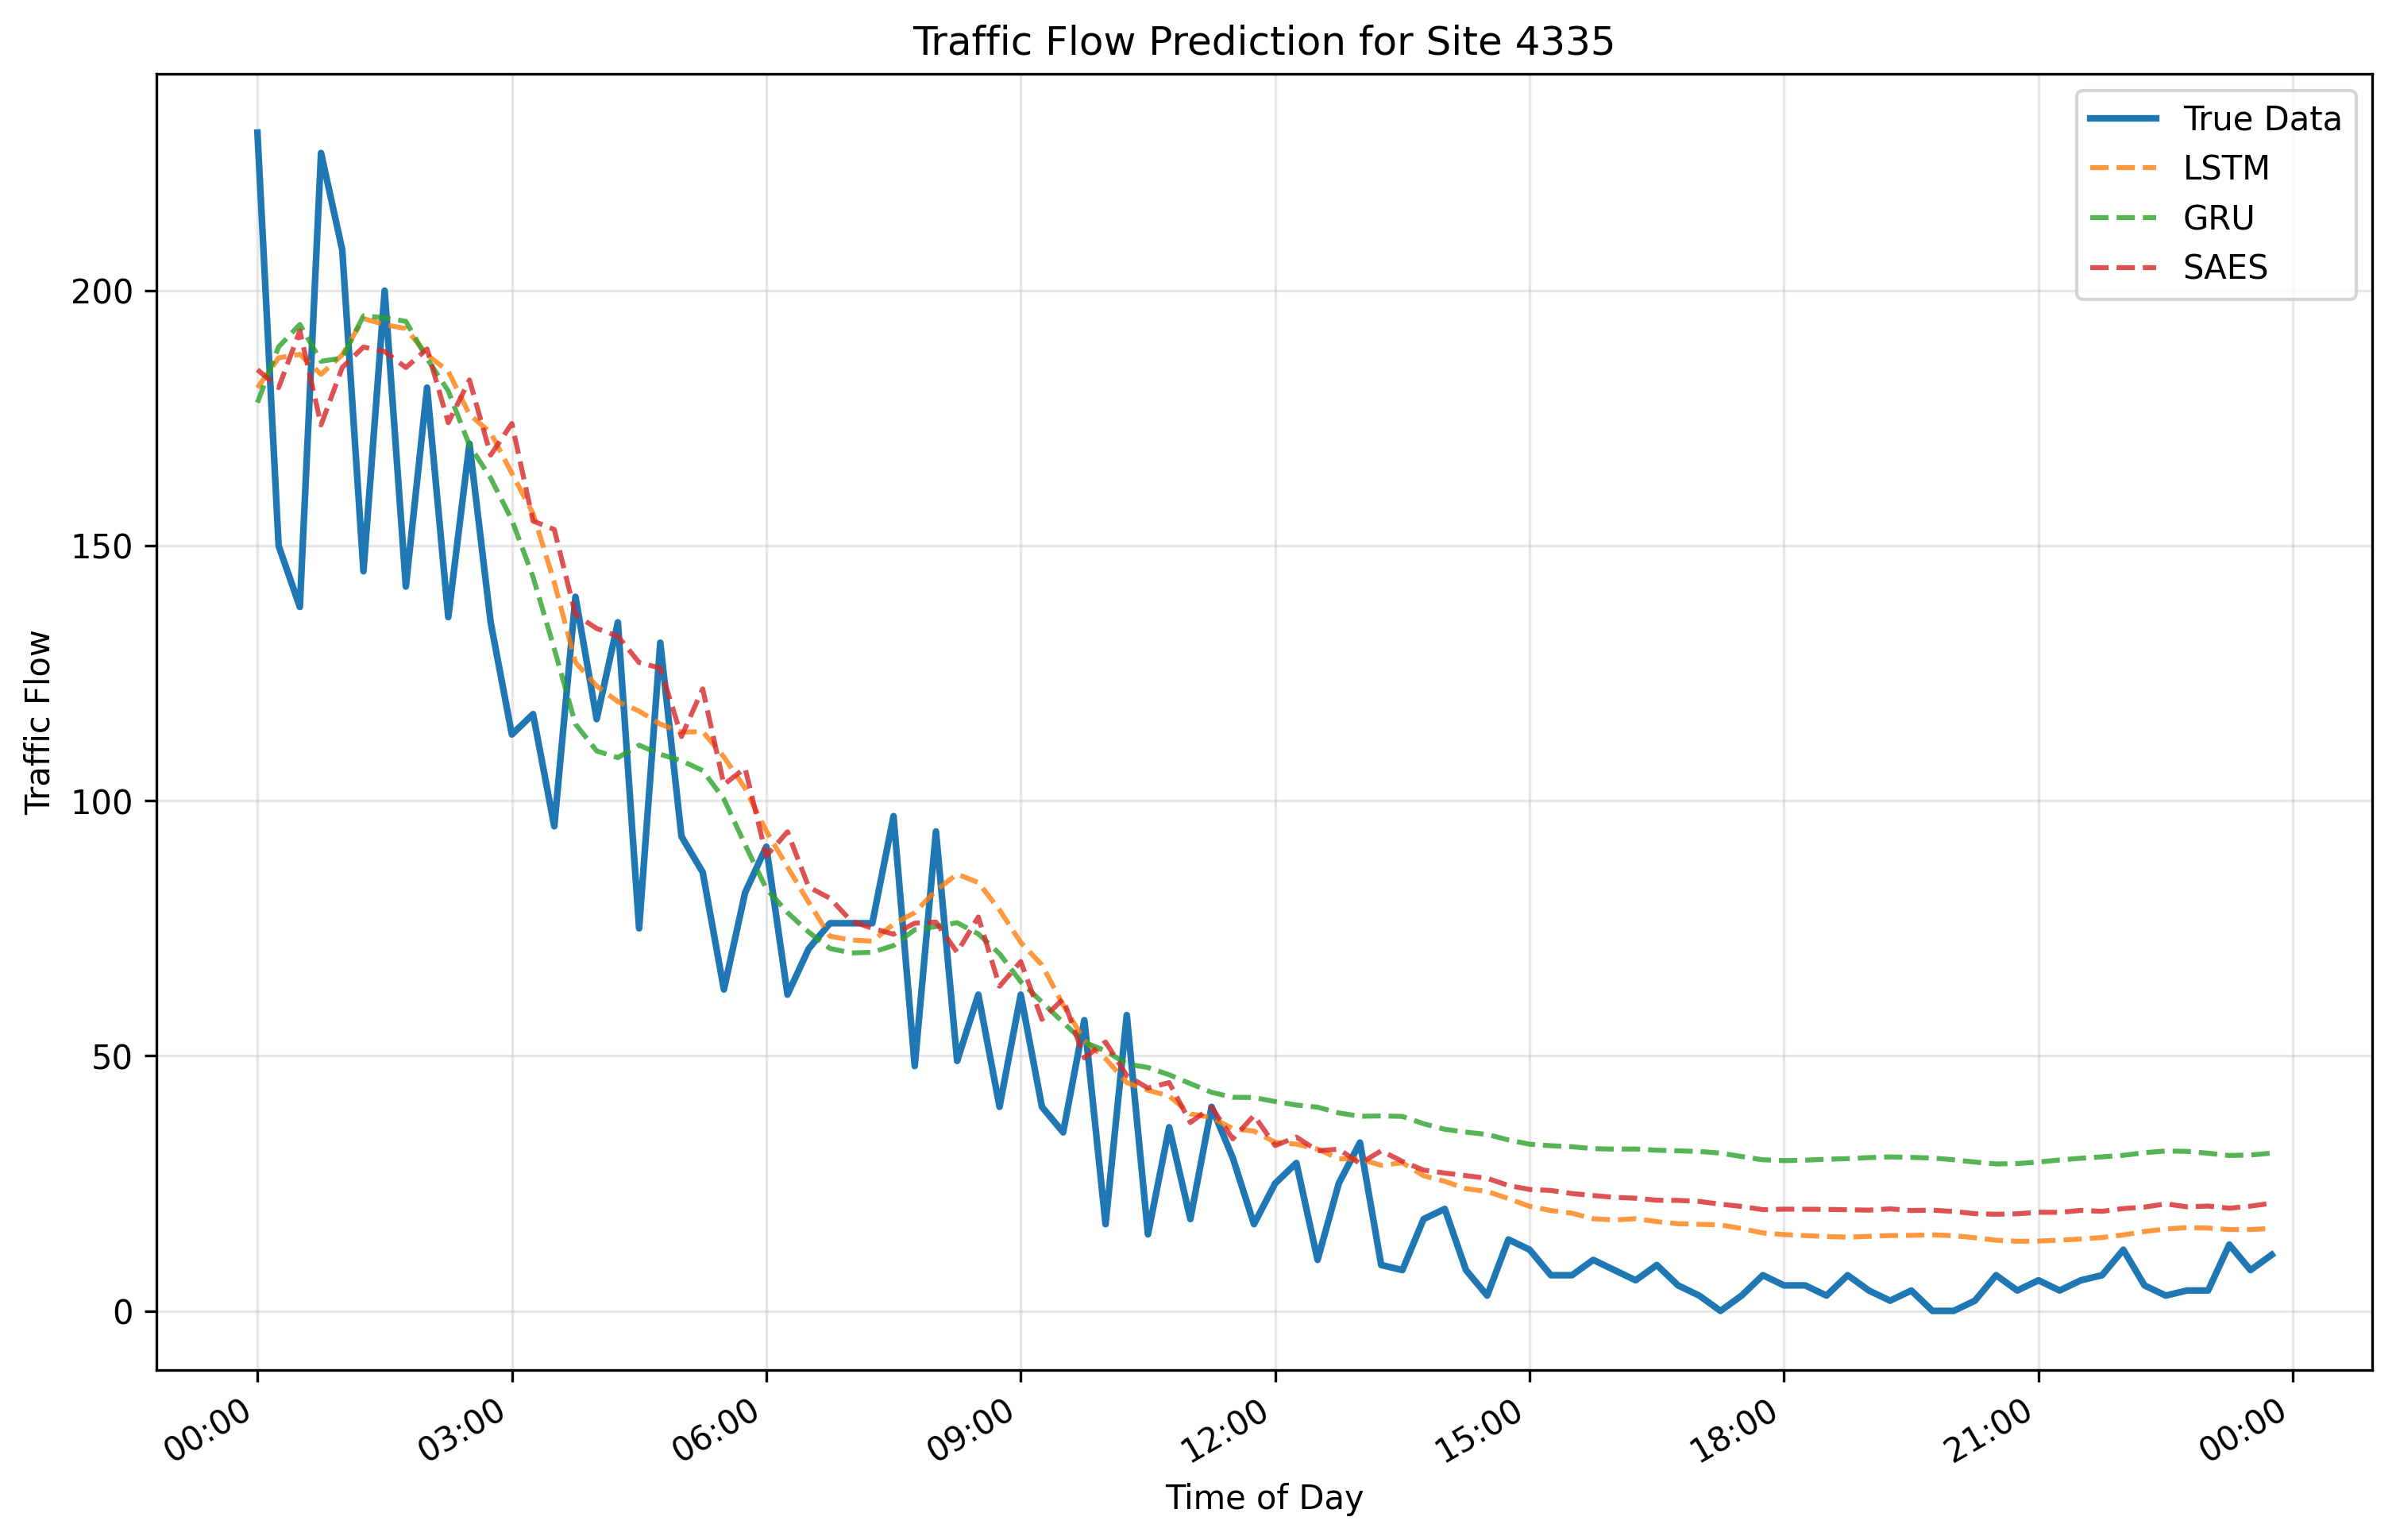 Traffic Flow Prediction for Site 4335
True Data
LSTM
GRU
SAES
Traffic Flow
200
150
100
50
0
00:00
03:00
06:00
09:00
12:00
15:00
18:00
21:00
00:00
Time of Day